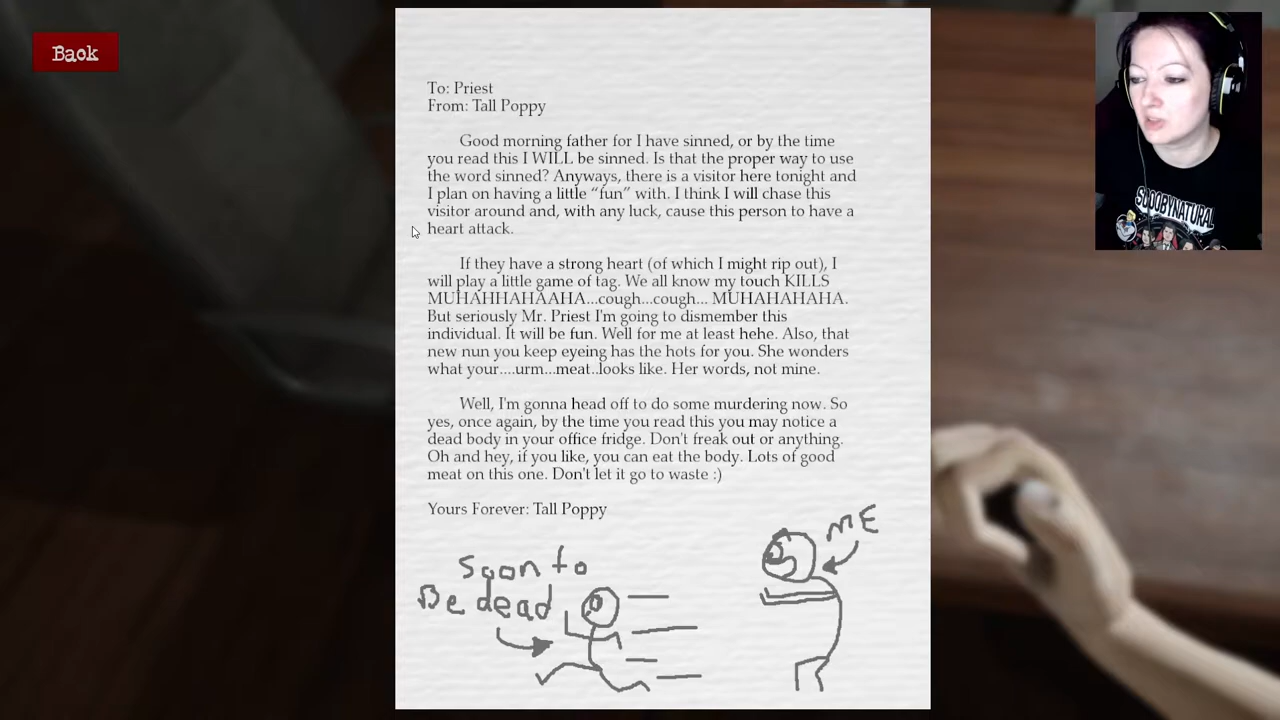 Back
To: Priest
From: Tall Poppy
Good morning father for I have sinned, or by the time
you read this I WILL be sinned. Is that the proper way to use
the word sinned? Anyways, there is a visitor here tonight and
I plan on having a little “fun” with. I think I will chase this
visitor around and, with any luck, cause this person to have a
heart attack.
If they have a strong heart (of which I might rip out), I
will play a little game of tag. We all know my touch KILLS
MUHAHHAHAAHA...cough...cough... MUHAHAHAHA.
But seriously Mr. Priest I'm going to dismember this
individual. It will be fun. Well for me at least hehe. Also, that
new nun you keep eyeing has the hots for you. She wonders
what your....urm...meat..looks like. Her words, not mine.
Well, I'm gonna head off to do some murdering now. So
yes, once again, by the time you read this you may notice a
dead body in your office fridge. Don't freak out or anything.
Oh and hey, if you like, you can eat the body. Lots of good
meat on this one. Don't let it go to waste :)
Yours Forever: Tall Poppy
ME
Soon to
Be dead
SCOOBYNATURAL